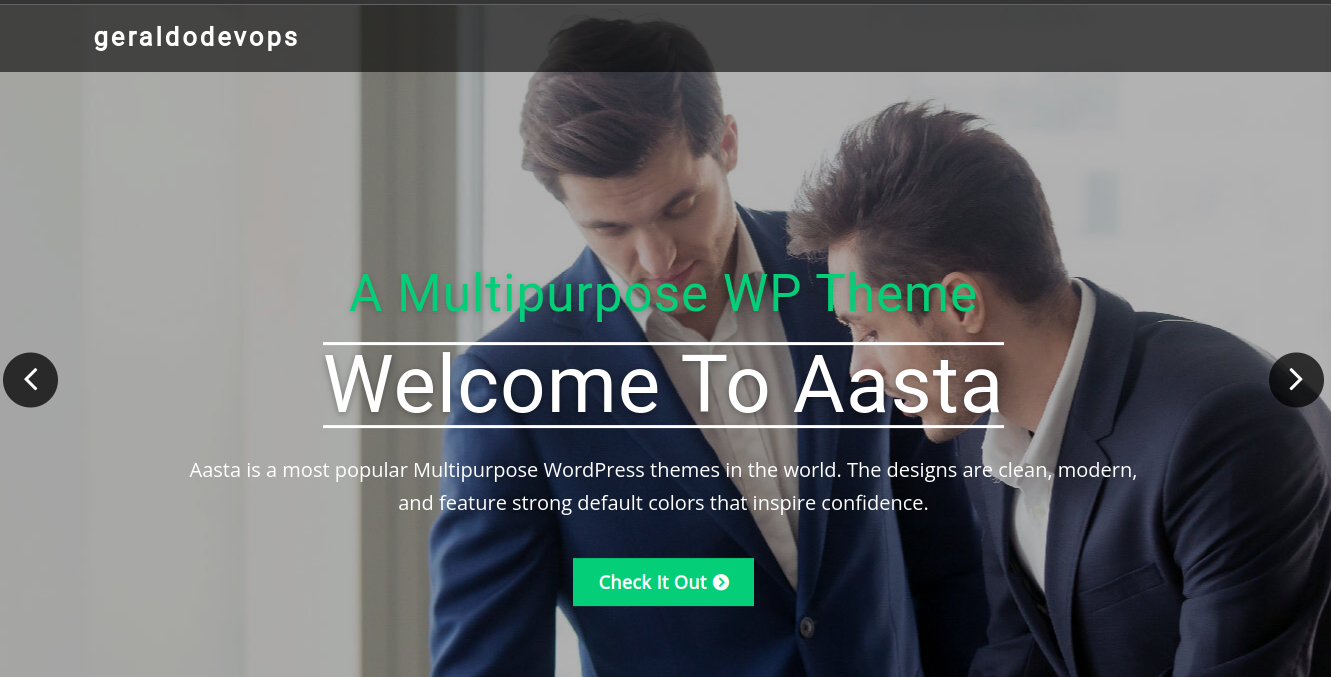 geraldodevops
A Multipurpose WP Theme
Welcome To Aasta
Aasta is a most popular Multipurpose WordPress themes in the world. The designs are clean, modern,
and feature strong default colors that inspire confidence.
Check It Out